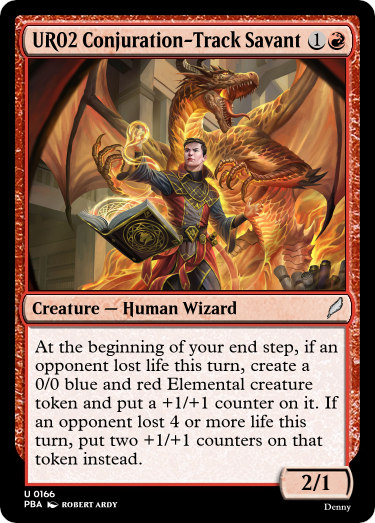 UR02 Conjuration-Track Savant 1
Creature — Human Wizard
At the beginning of your end step, if an
opponent lost life this turn, create a
0/0 blue and red Elemental creature
token and put a +1/+1 counter on it. If
an opponent lost 4 or more life this
turn, put two +1/+1 counters on that
token instead.
2/1
U 0166
PBA ROBERT ARDY
Denny